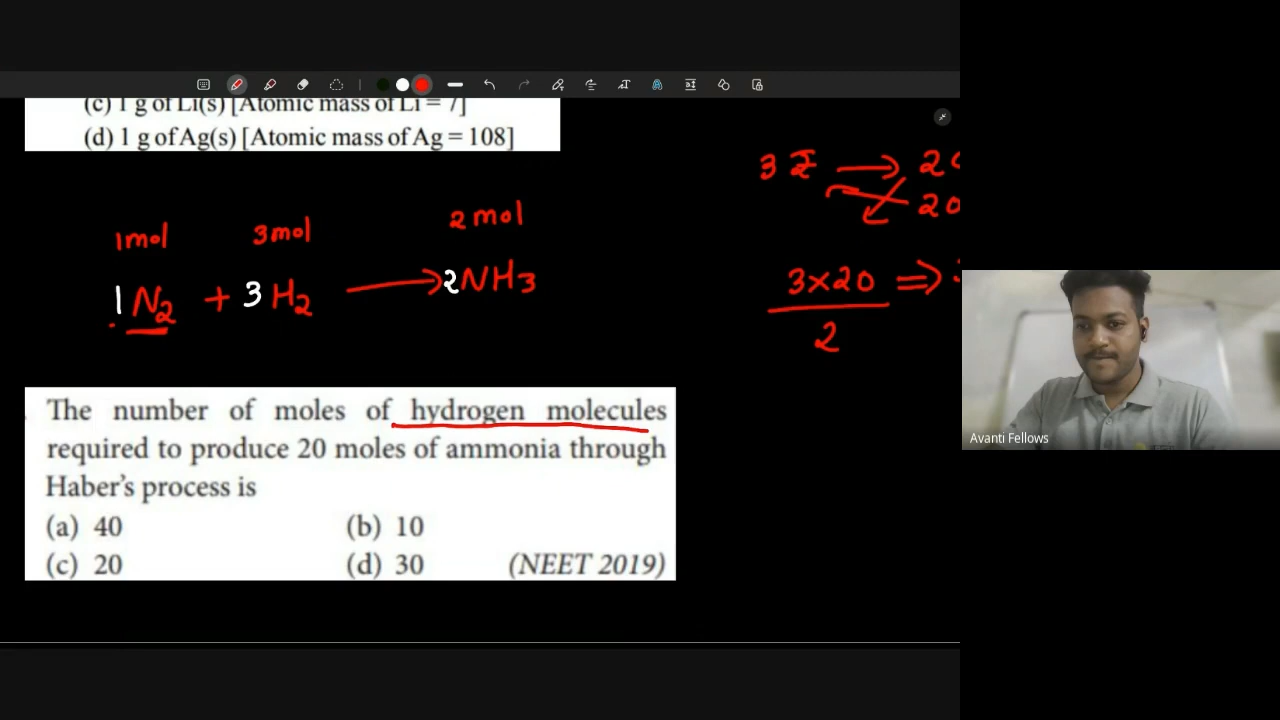 (c) 1 g of Li(s) [Atomic mass of Li = 7]
(d) 1 g of Ag(s) [Atomic mass of Ag = 108]
1mol 3mol 2 mol
1 N2 + 3 H2 ⟶ 2NH3
3 → 2
20
3x20 ⇒
2
The number of moles of hydrogen molecules
required to produce 20 moles of ammonia through
Haber's process is
(a) 40 (b) 10
(c) 20 (d) 30 (NEET 2019)
Avanti Fellows